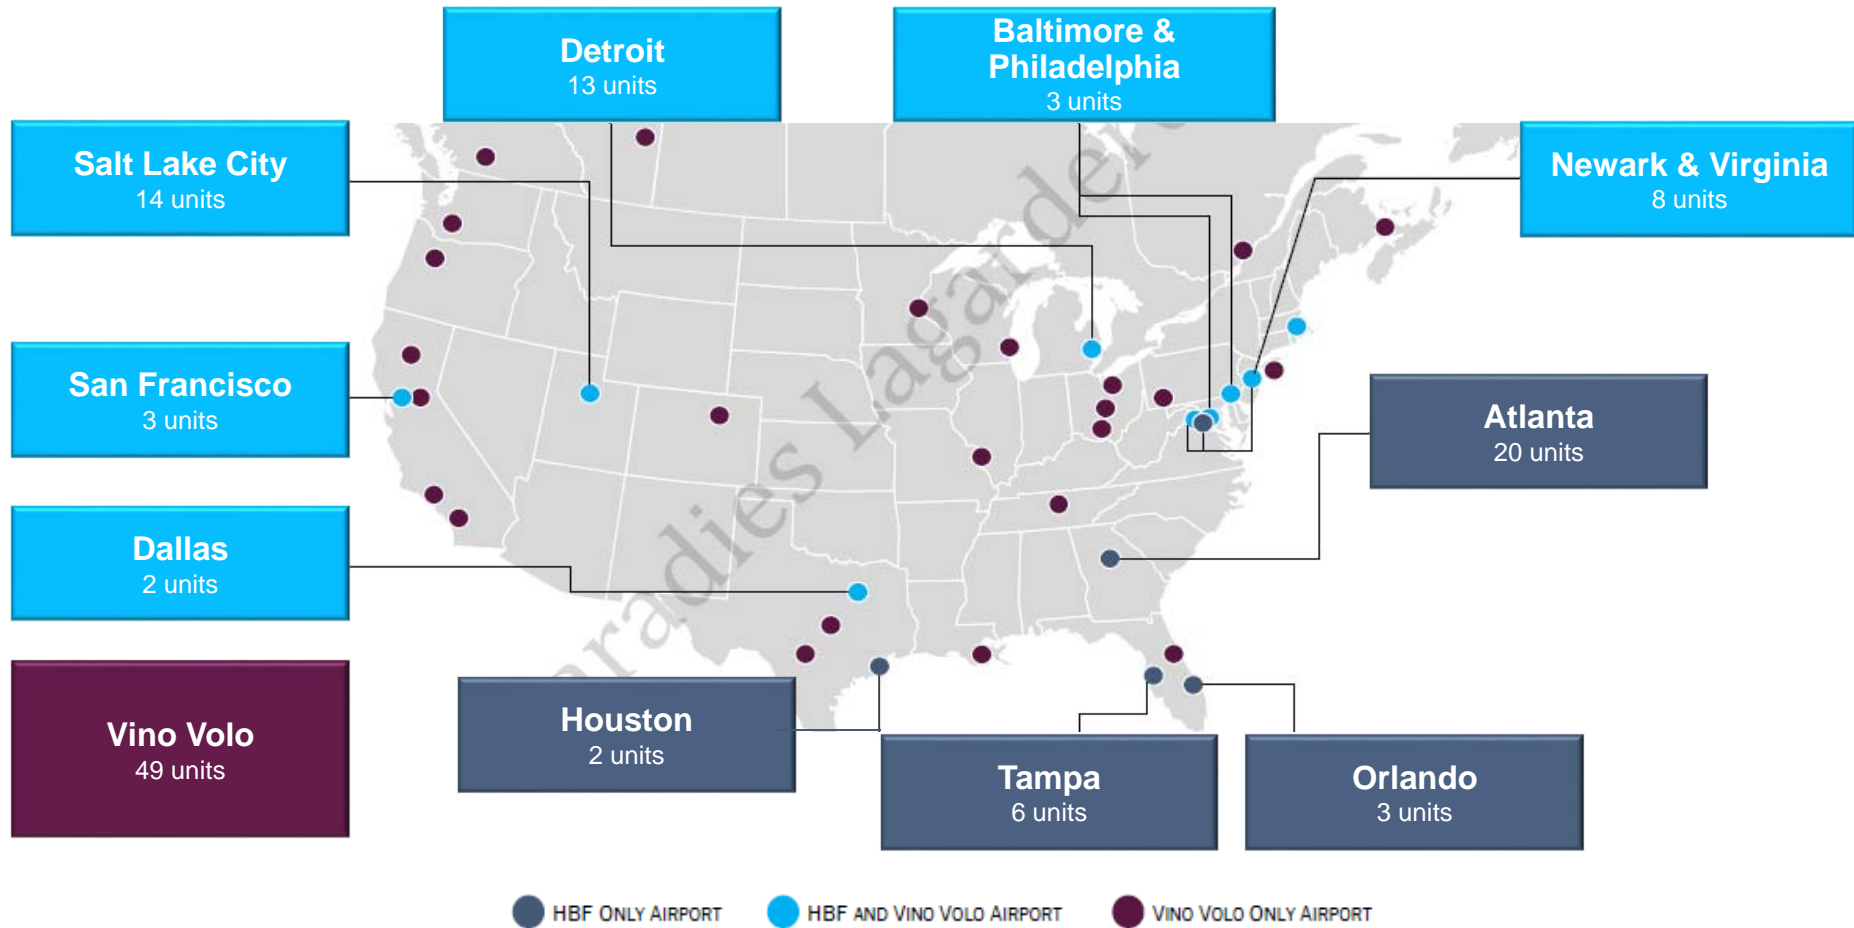 Detroit
13 units
Baltimore &
Philadelphia
3 units
Salt Lake City
14 units
Newark & Virginia
8 units
San Francisco
3 units
Atlanta
20 units
Dallas
2 units
Vino Volo
49 units
Houston
2 units
Tampa
6 units
Orlando
3 units
HBF ONLY AIRPORT
HBF AND VINO VOLO AIRPORT
VINO VOLO ONLY AIRPORT